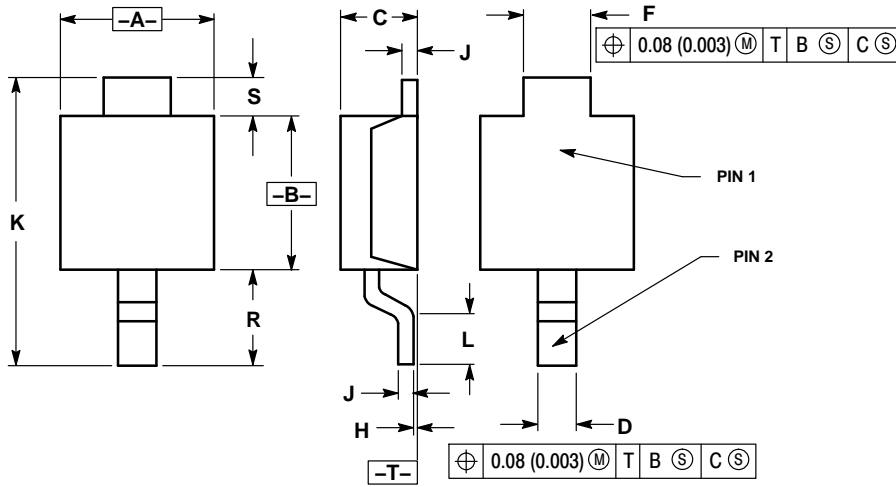 –A–
C
F
J
⌖ 0.08 (0.003) Ⓜ T B Ⓢ C Ⓢ
S
K
–B–
PIN 1
PIN 2
R
L
J
H
D
–T–
⌖ 0.08 (0.003) Ⓜ T B Ⓢ C Ⓢ